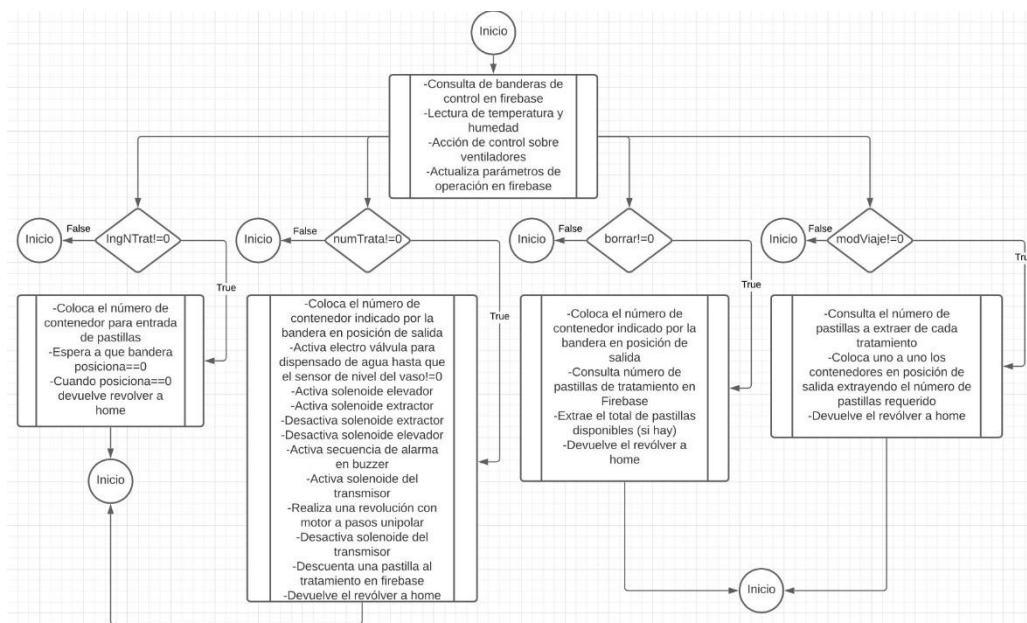 Inicio
-Consulta de banderas de
control en firebase
-Lectura de temperatura y
humedad
-Acción de control sobre
ventiladores
-Actualiza parámetros de
operación en firebase
Inicio
False
IngNTrat!=0
True
Inicio
False
numTrata!=0
True
Inicio
False
borrar!=0
True
Inicio
False
modViaje!=0
Tru
-Coloca el número de
contenedor para entrada
de pastillas
-Espera a que bandera
posiciona==0
-Cuando posiciona==0
devuelve revolver a
home
-Coloca el número de
contenedor indicado por la
bandera en posición de salida
-Activa electro válvula para
dispensado de agua hasta que
el sensor de nivel del vaso!=0
-Activa solenoide elevador
-Activa solenoide extractor
-Desactiva solenoide extractor
-Desactiva solenoide elevador
-Activa secuencia de alarma
en buzzer
-Activa solenoide del
transmisor
-Realiza una revolución con
motor a pasos unipolar
-Desactiva solenoide del
transmisor
-Descuenta una pastilla al
tratamiento en firebase
-Devuelve el revólver a home
-Coloca el número de
contenedor indicado por la
bandera en posición de
salida
-Consulta número de
pastillas de tratamiento en
Firebase
-Extrae el total de pastillas
disponibles (si hay)
-Devuelve el revólver a
home
-Consulta el número de
pastillas a extraer de cada
tratamiento
-Coloca uno a uno los
contenedores en posición de
salida extrayendo el número de
pastillas requerido
-Devuelve el revólver a home
Inicio
Inicio